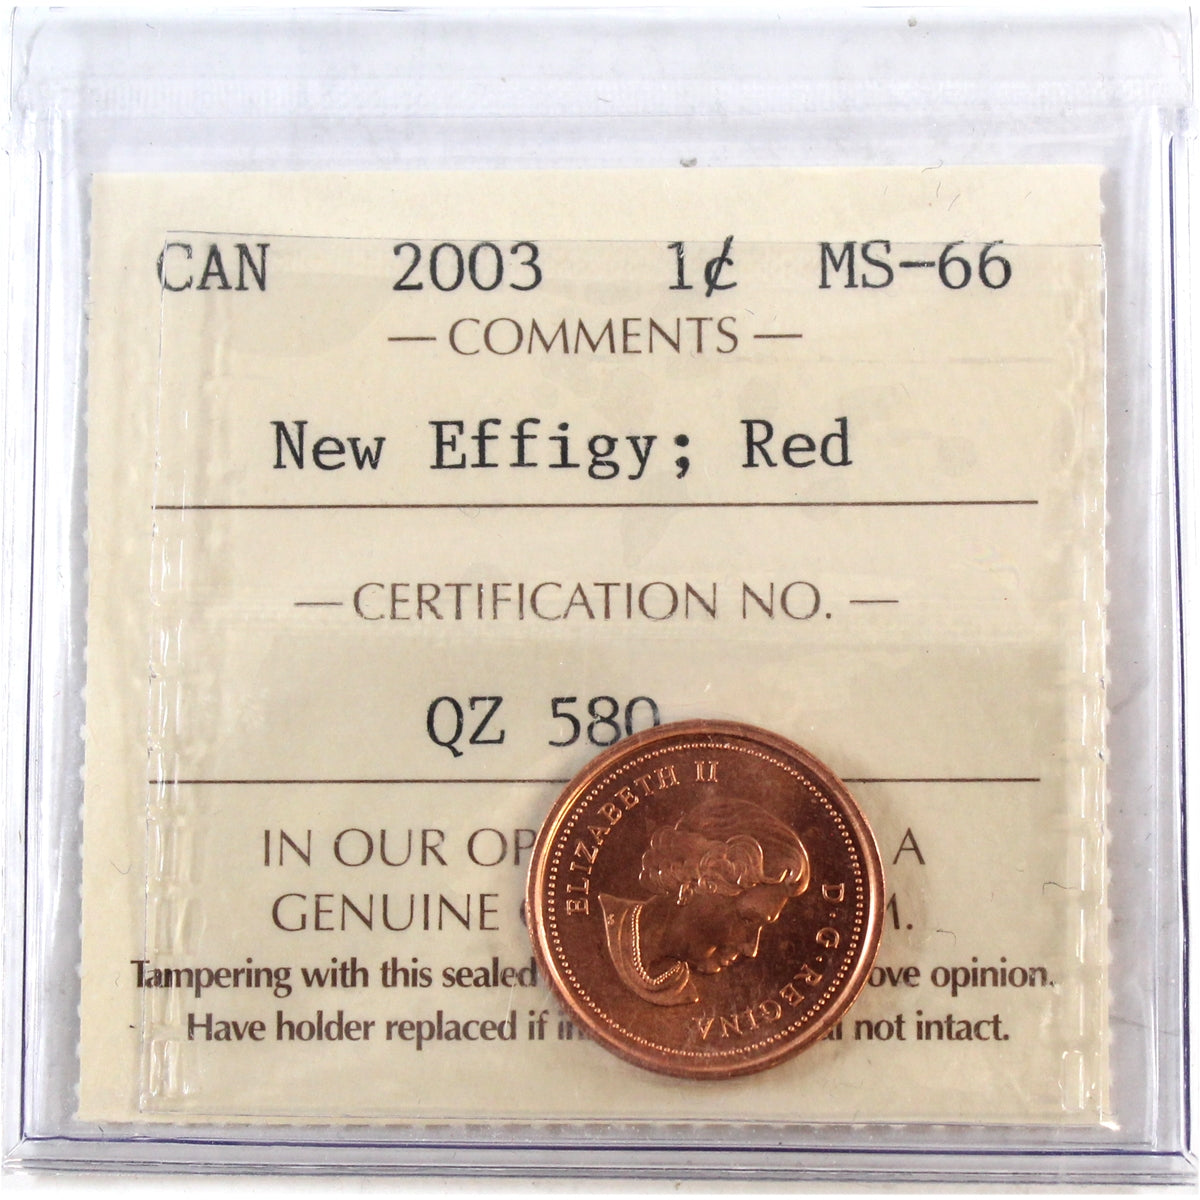 CAN 2003 1¢ MS-66
— COMMENTS —
New Effigy; Red
— CERTIFICATION NO. —
QZ 580
IN OUR OP A
GENUINE M.
Tampering with this sealed ove opinion.
Have holder replaced if in not intact.
ELIZABETH II D·G·REGINA